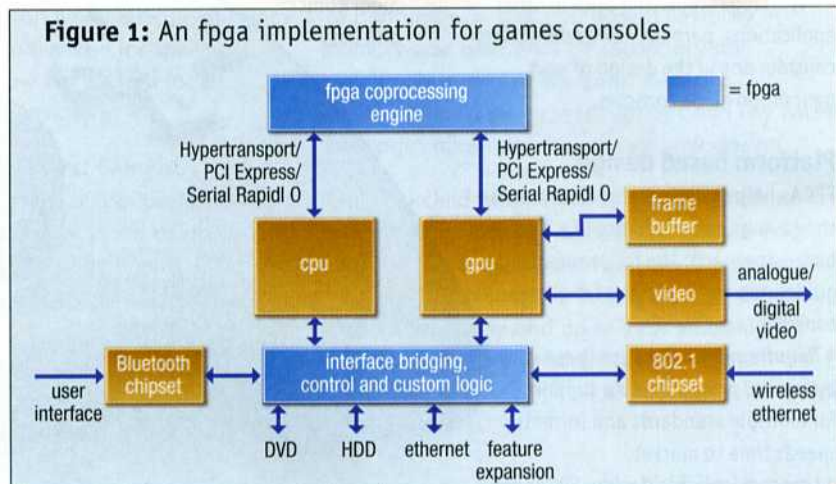 Figure 1: An fpga implementation for games consoles
fpga coprocessing
engine
= fpga
Hypertransport/
PCI Express/
Serial RapidI O
Hypertransport/
PCI Express/
Serial RapidI O
cpu
gpu
frame
buffer
video
analogue/
digital
video
Bluetooth
chipset
interface bridging,
control and custom logic
802.1
chipset
user
interface
wireless
ethernet
DVD
HDD
ethernet
feature
expansion